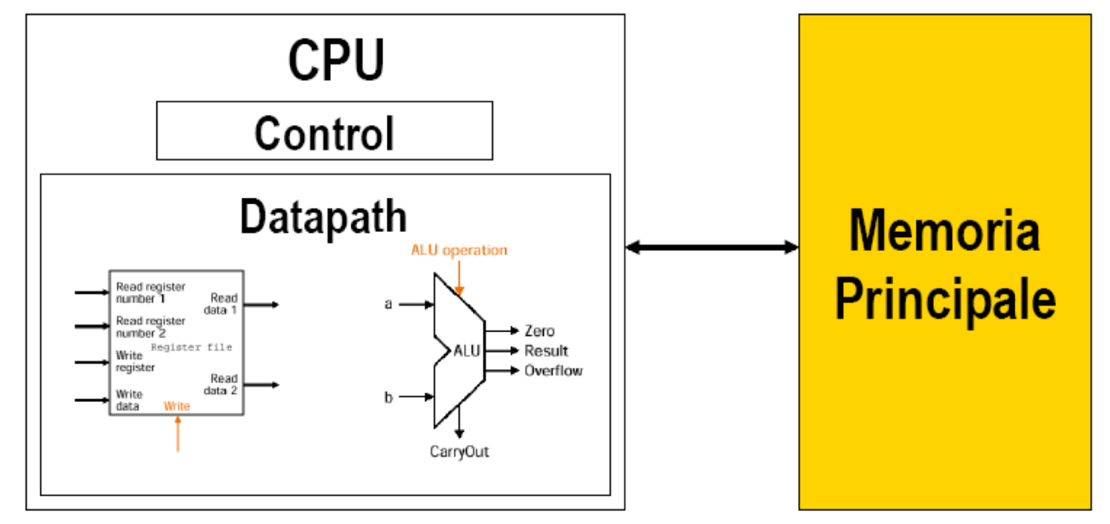 CPU
Control
Datapath
Read register
number 1
Read
data 1
Read register
number 2
Register file
Write
register
Read
data 2
Write
data
Write
ALU operation
a
ALU
b
Zero
Result
Overflow
CarryOut
Memoria
Principale